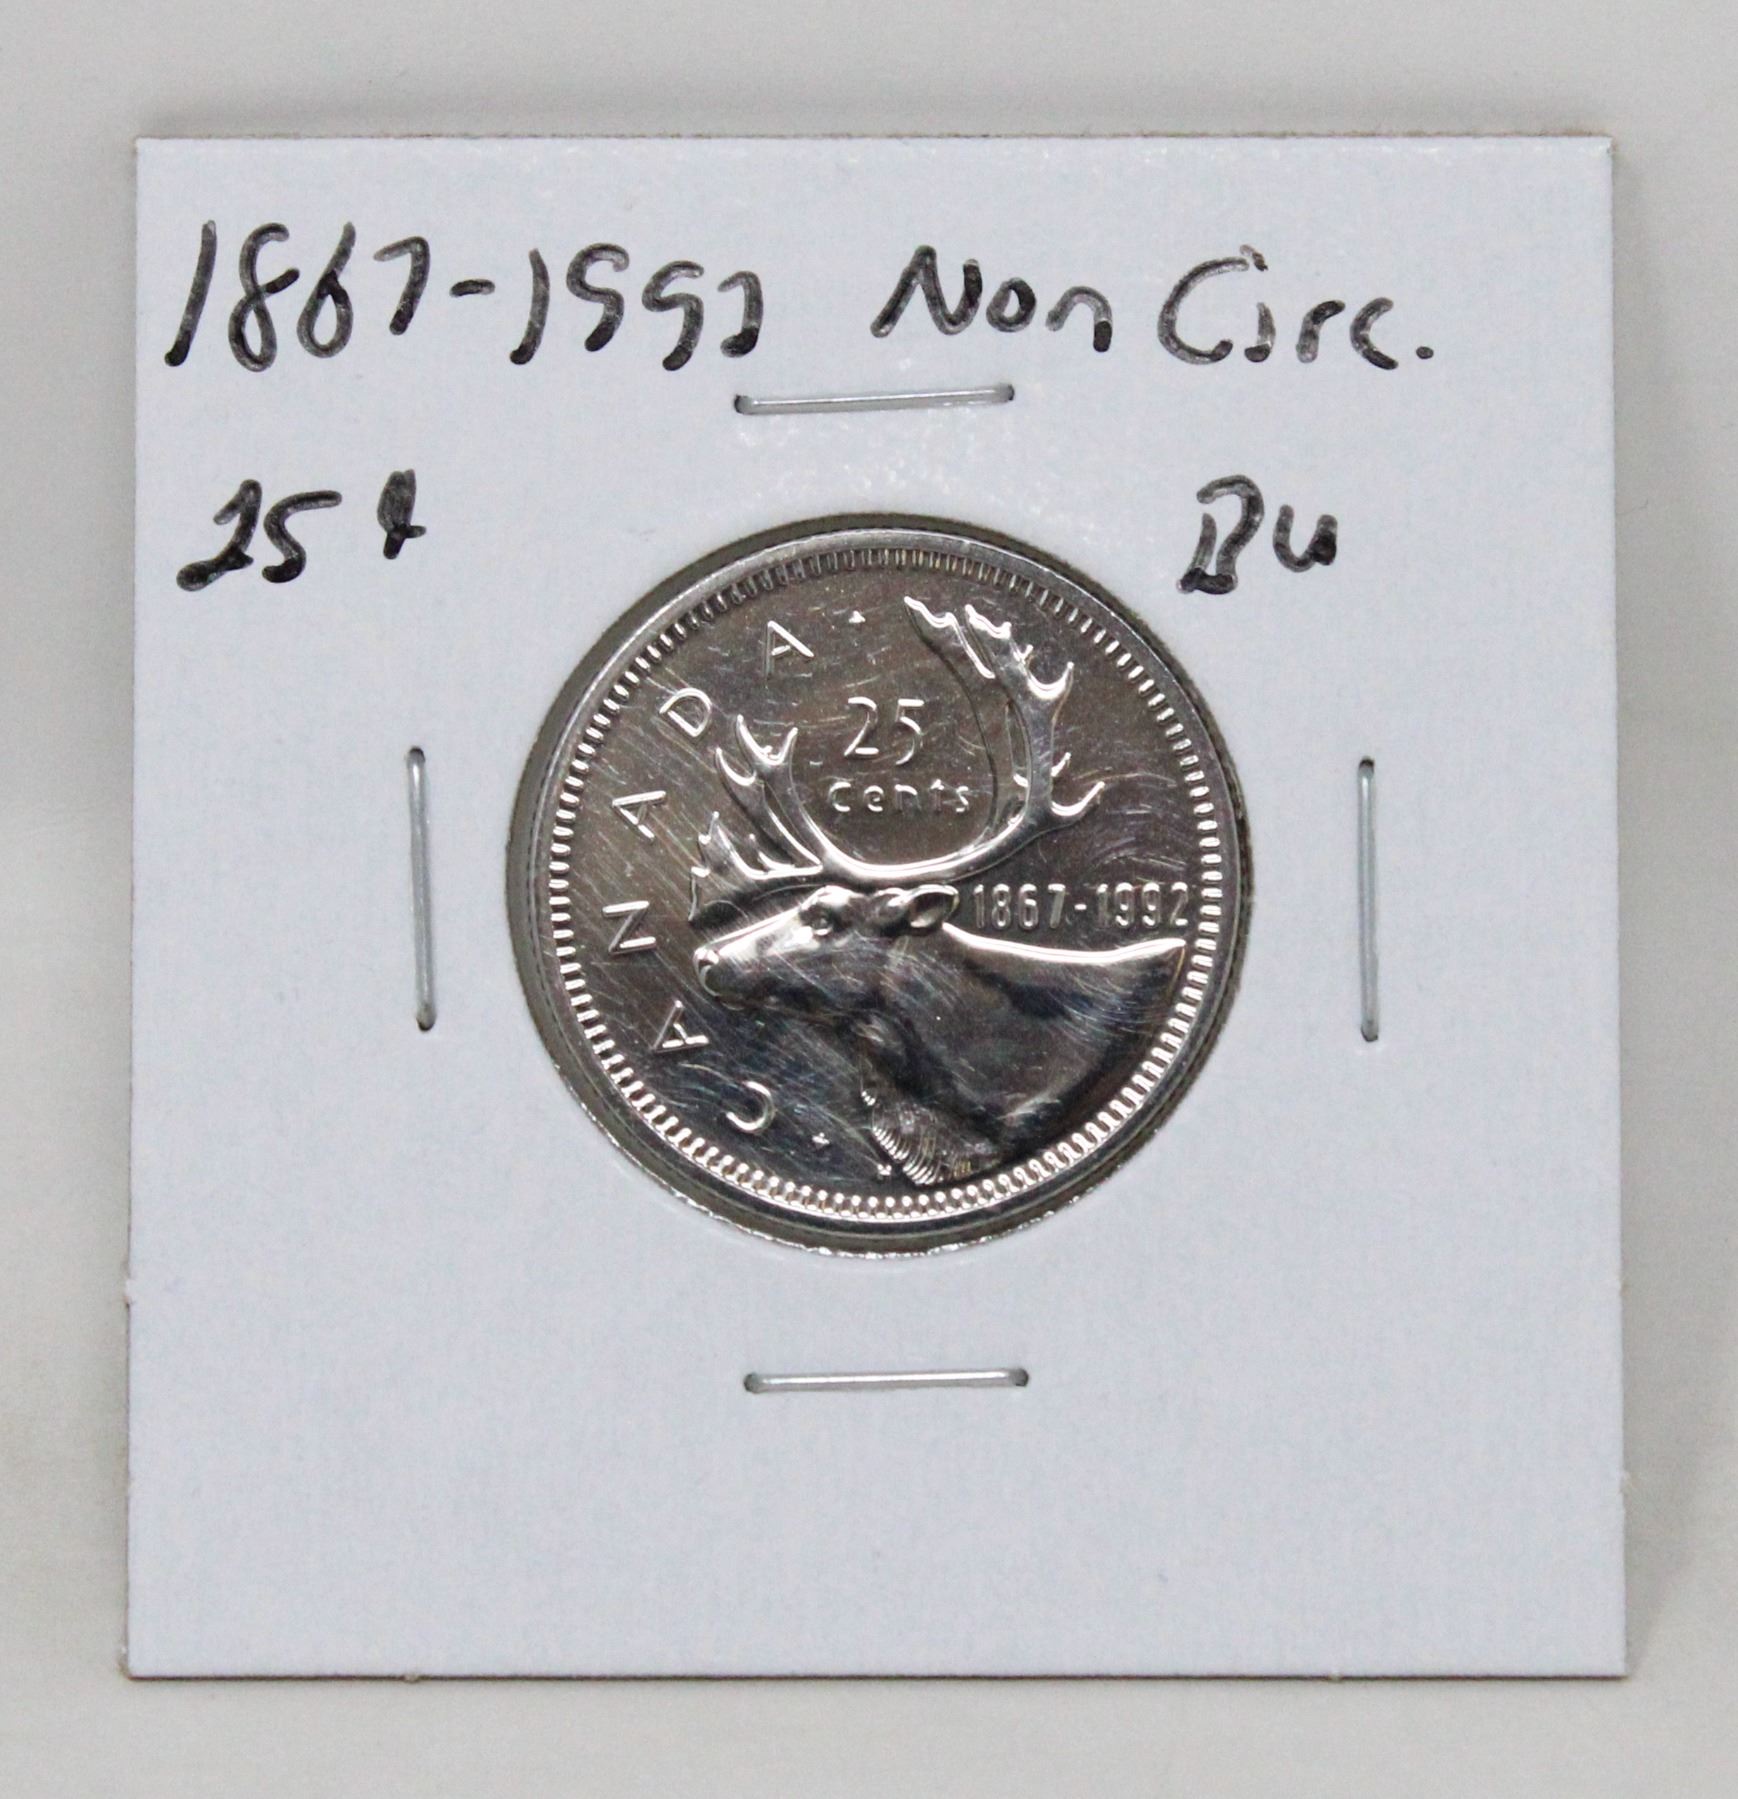 1867-1992 Non Circ.
25¢ BU
CANADA
25
cents
1867-1992